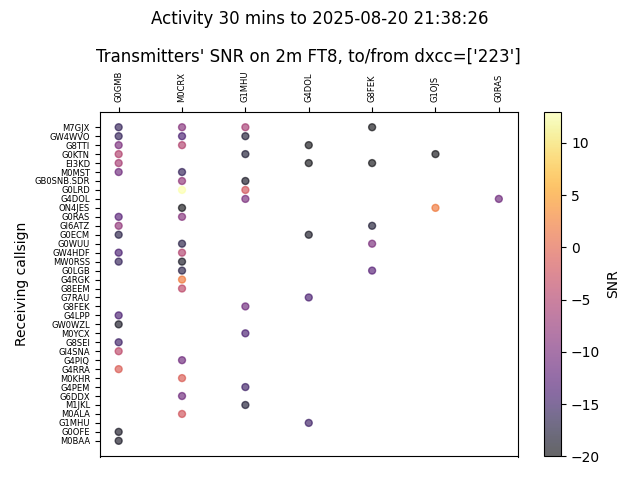 Activity 30 mins to 2025-08-20 21:38:26
Transmitters' SNR on 2m FT8, to/from dxcc=['223']
G0GMB M0CRX G1MHU G4DOL G8FEK G1OJS G0RAS
Receiving callsign
M7GJX
GW4WVO
G8TTI
G0KTN
EI3KD
M0MST
GB0SNB.SDR
G0LRD
G4DOL
ON4JES
G0RAS
GI6ATZ
G0ECM
G0WUU
GW4HDF
MW0RSS
G0LGB
G4RGK
G8EEM
G7RAU
G8FEK
G4LPP
GW0WZL
M0YCX
G8SEI
GI4SNA
G4PIQ
G4RRA
M0KHR
G4PEM
G6DDX
M1JKL
M0ALA
G1MHU
G0OFE
M0BAA
10
5
0
−5
−10
−15
−20
SNR